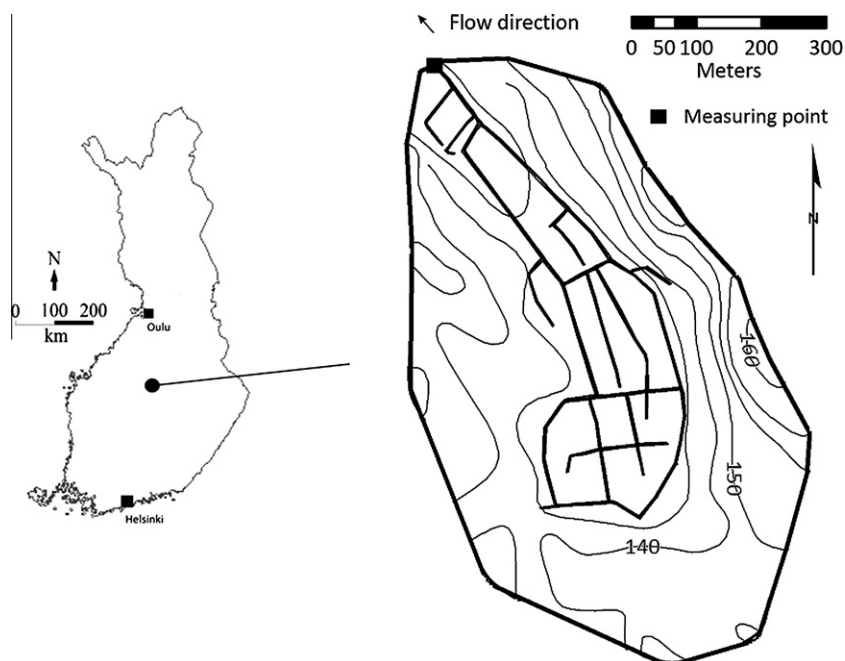 N
0 100 200
km
Oulu
Helsinki
Flow direction
0 50 100 200 300
Meters
Measuring point
N
160
150
140